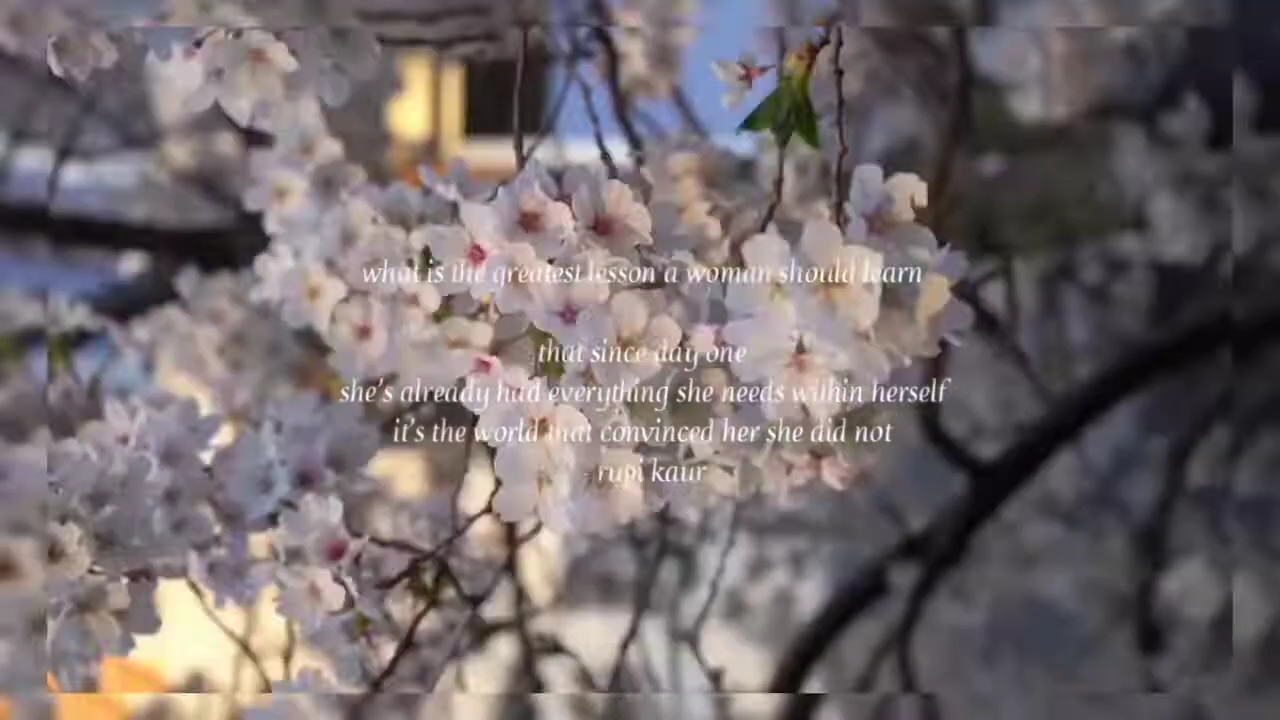 what is the greatest lesson a woman should learn
that since day one
she's already had everything she needs within herself
it's the world that convinced her she did not
- rupi kaur